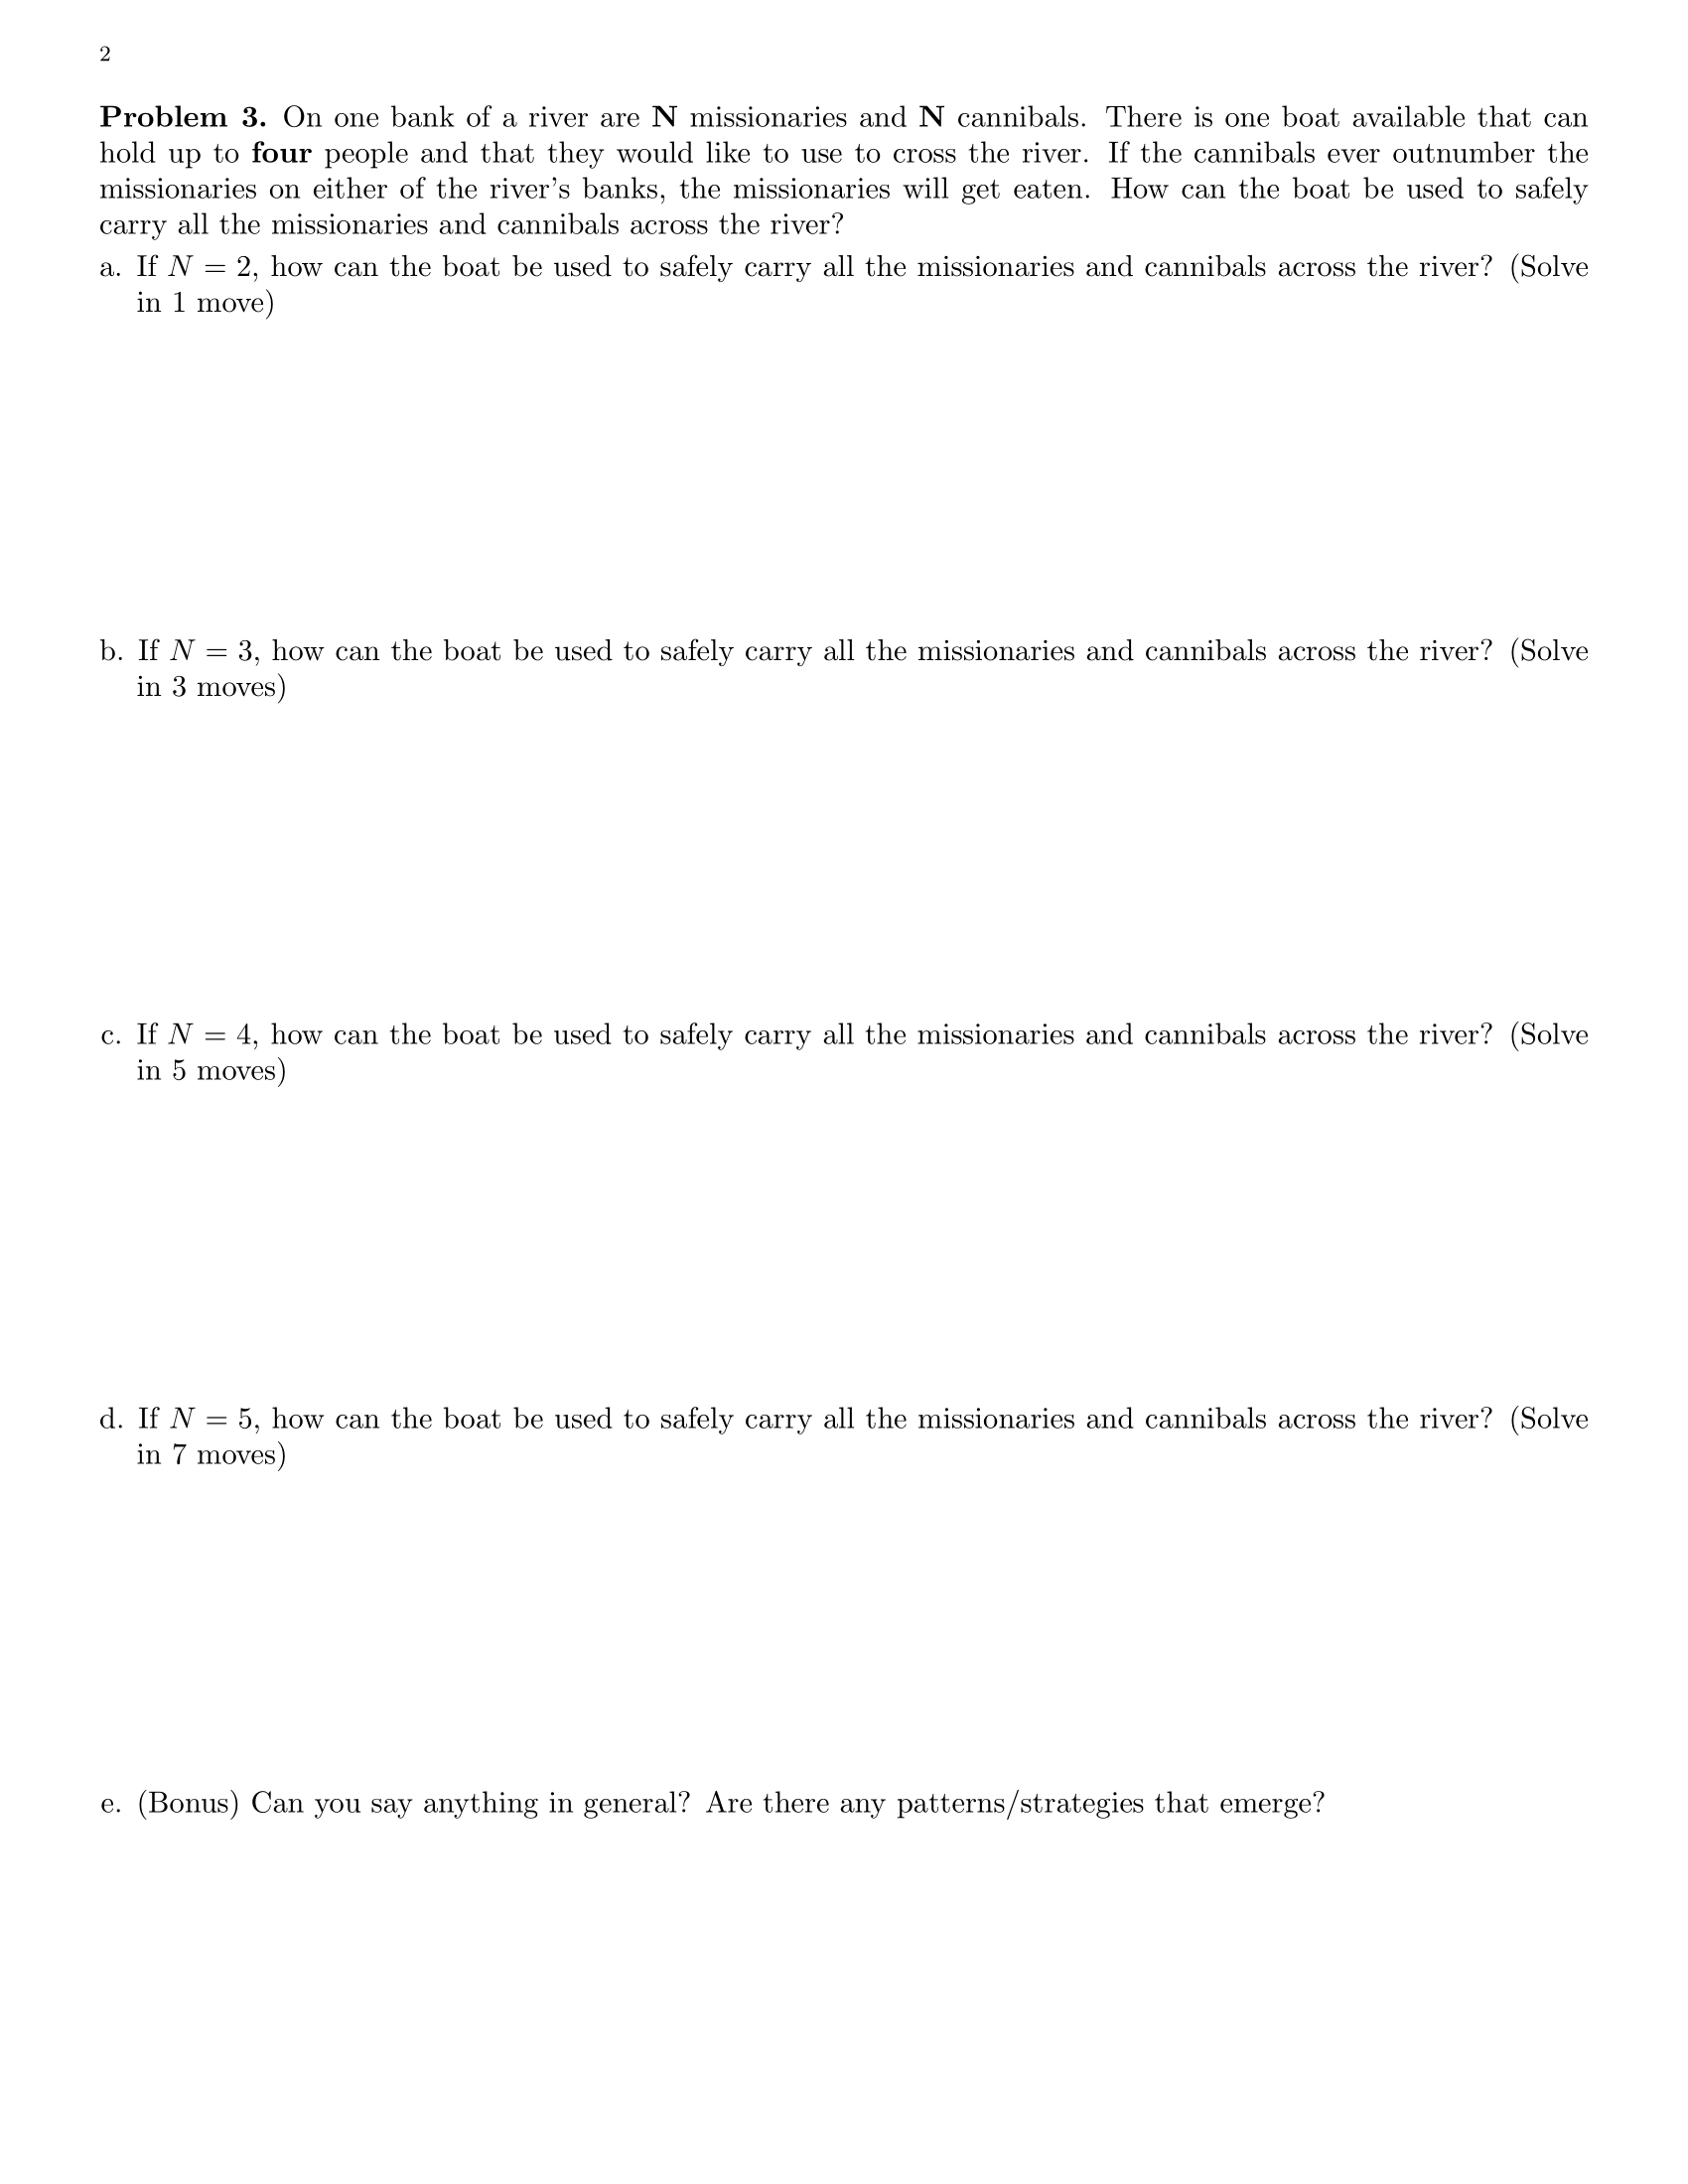 2
Problem 3. On one bank of a river are N missionaries and N cannibals. There is one boat available that can
hold up to four people and that they would like to use to cross the river. If the cannibals ever outnumber the
missionaries on either of the river's banks, the missionaries will get eaten. How can the boat be used to safely
carry all the missionaries and cannibals across the river?
a. If N = 2, how can the boat be used to safely carry all the missionaries and cannibals across the river? (Solve
in 1 move)
b. If N = 3, how can the boat be used to safely carry all the missionaries and cannibals across the river? (Solve
in 3 moves)
c. If N = 4, how can the boat be used to safely carry all the missionaries and cannibals across the river? (Solve
in 5 moves)
d. If N = 5, how can the boat be used to safely carry all the missionaries and cannibals across the river? (Solve
in 7 moves)
e. (Bonus) Can you say anything in general? Are there any patterns/strategies that emerge?